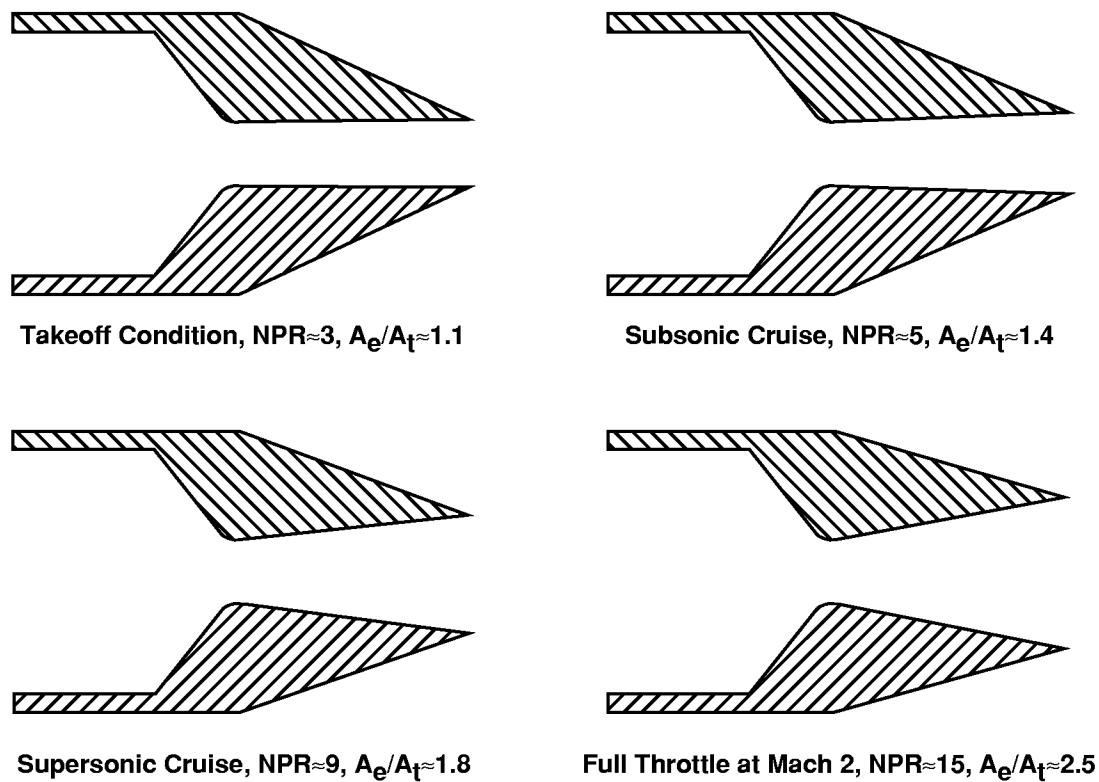 Takeoff Condition, NPR≈3, Ae/At≈1.1
Subsonic Cruise, NPR≈5, Ae/At≈1.4
Supersonic Cruise, NPR≈9, Ae/At≈1.8
Full Throttle at Mach 2, NPR≈15, Ae/At≈2.5